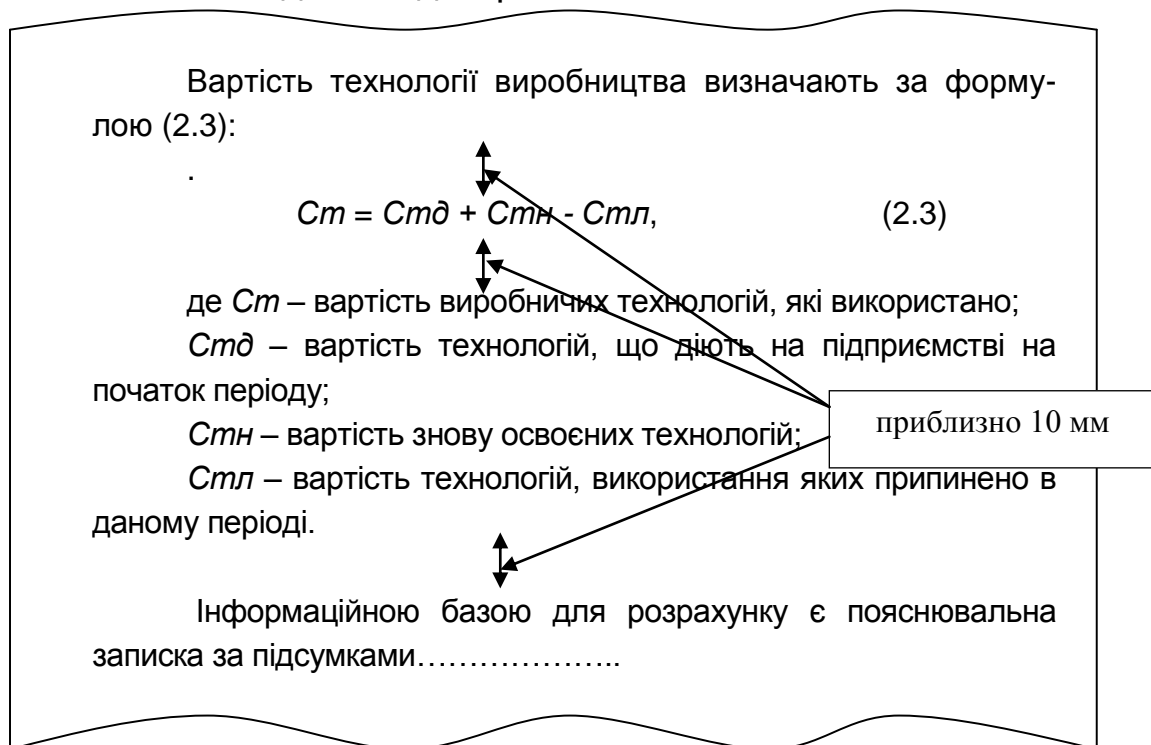 Вартість технології виробництва визначають за форму-
лою (2.3):
.
Ст = Стд + Стн - Стл, (2.3)
де Ст – вартість виробничих технологій, які використано;
Стд – вартість технологій, що діють на підприємстві на
початок періоду;
Стн – вартість знову освоєних технологій;
приблизно 10 мм
Стл – вартість технологій, використання яких припинено в
даному періоді.
Інформаційною базою для розрахунку є пояснювальна
записка за підсумками………………..